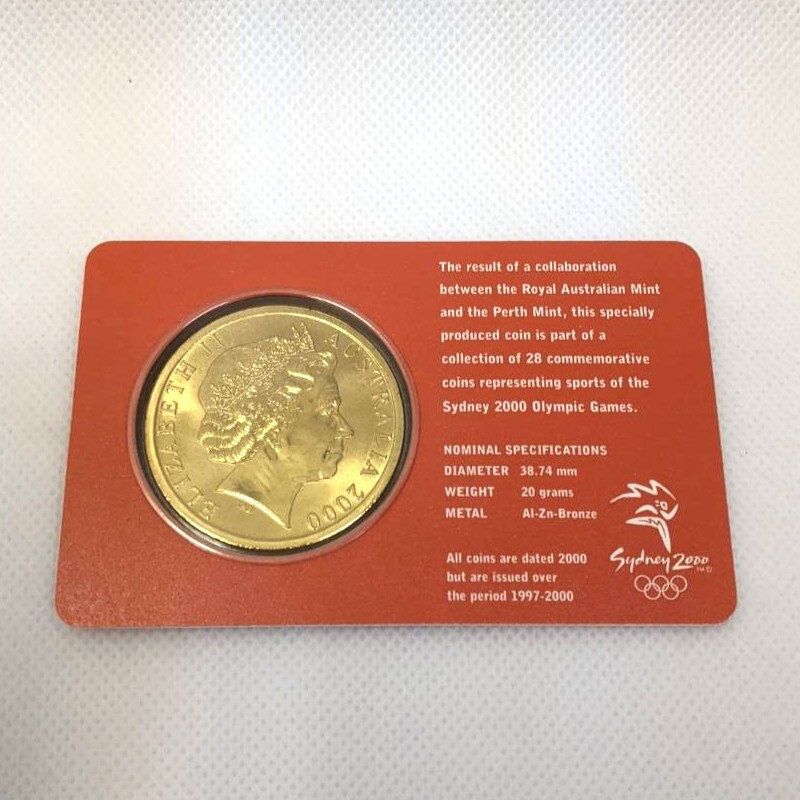 ELIZABETH II AUSTRALIA 2000
The result of a collaboration
between the Royal Australian Mint
and the Perth Mint, this specially
produced coin is part of a
collection of 28 commemorative
coins representing sports of the
Sydney 2000 Olympic Games.
NOMINAL SPECIFICATIONS
DIAMETER 38.74 mm
WEIGHT 20 grams
METAL Al-Zn-Bronze
All coins are dated 2000
but are issued over
the period 1997-2000
Sydney 2000
TM ©